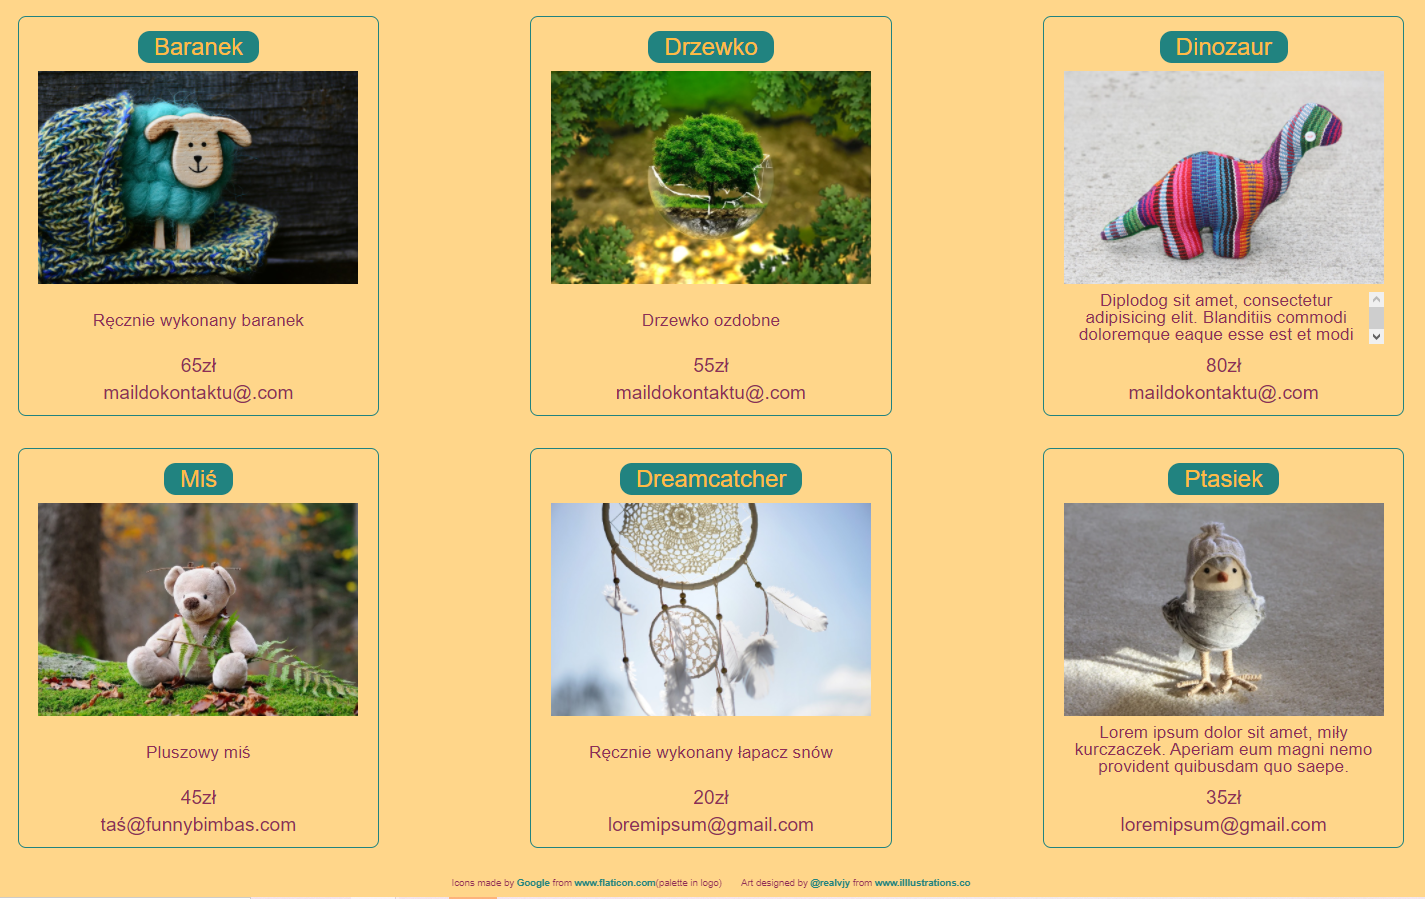 Baranek
Ręcznie wykonany baranek
65zł
maildokontaktu@.com
Drzewko
Drzewko ozdobne
55zł
maildokontaktu@.com
Dinozaur
Diplodog sit amet, consectetur
adipisicing elit. Blanditiis commodi
doloremque eaque esse est et modi
80zł
maildokontaktu@.com
Miś
Pluszowy miś
45zł
taś@funnybimbas.com
Dreamcatcher
Ręcznie wykonany łapacz snów
20zł
loremipsum@gmail.com
Ptasiek
Lorem ipsum dolor sit amet, miły
kurczaczek. Aperiam eum magni nemo
provident quibusdam quo saepe.
35zł
loremipsum@gmail.com
Icons made by Google from www.flaticon.com(palette in logo) Art designed by @realvjy from www.illlustrations.co